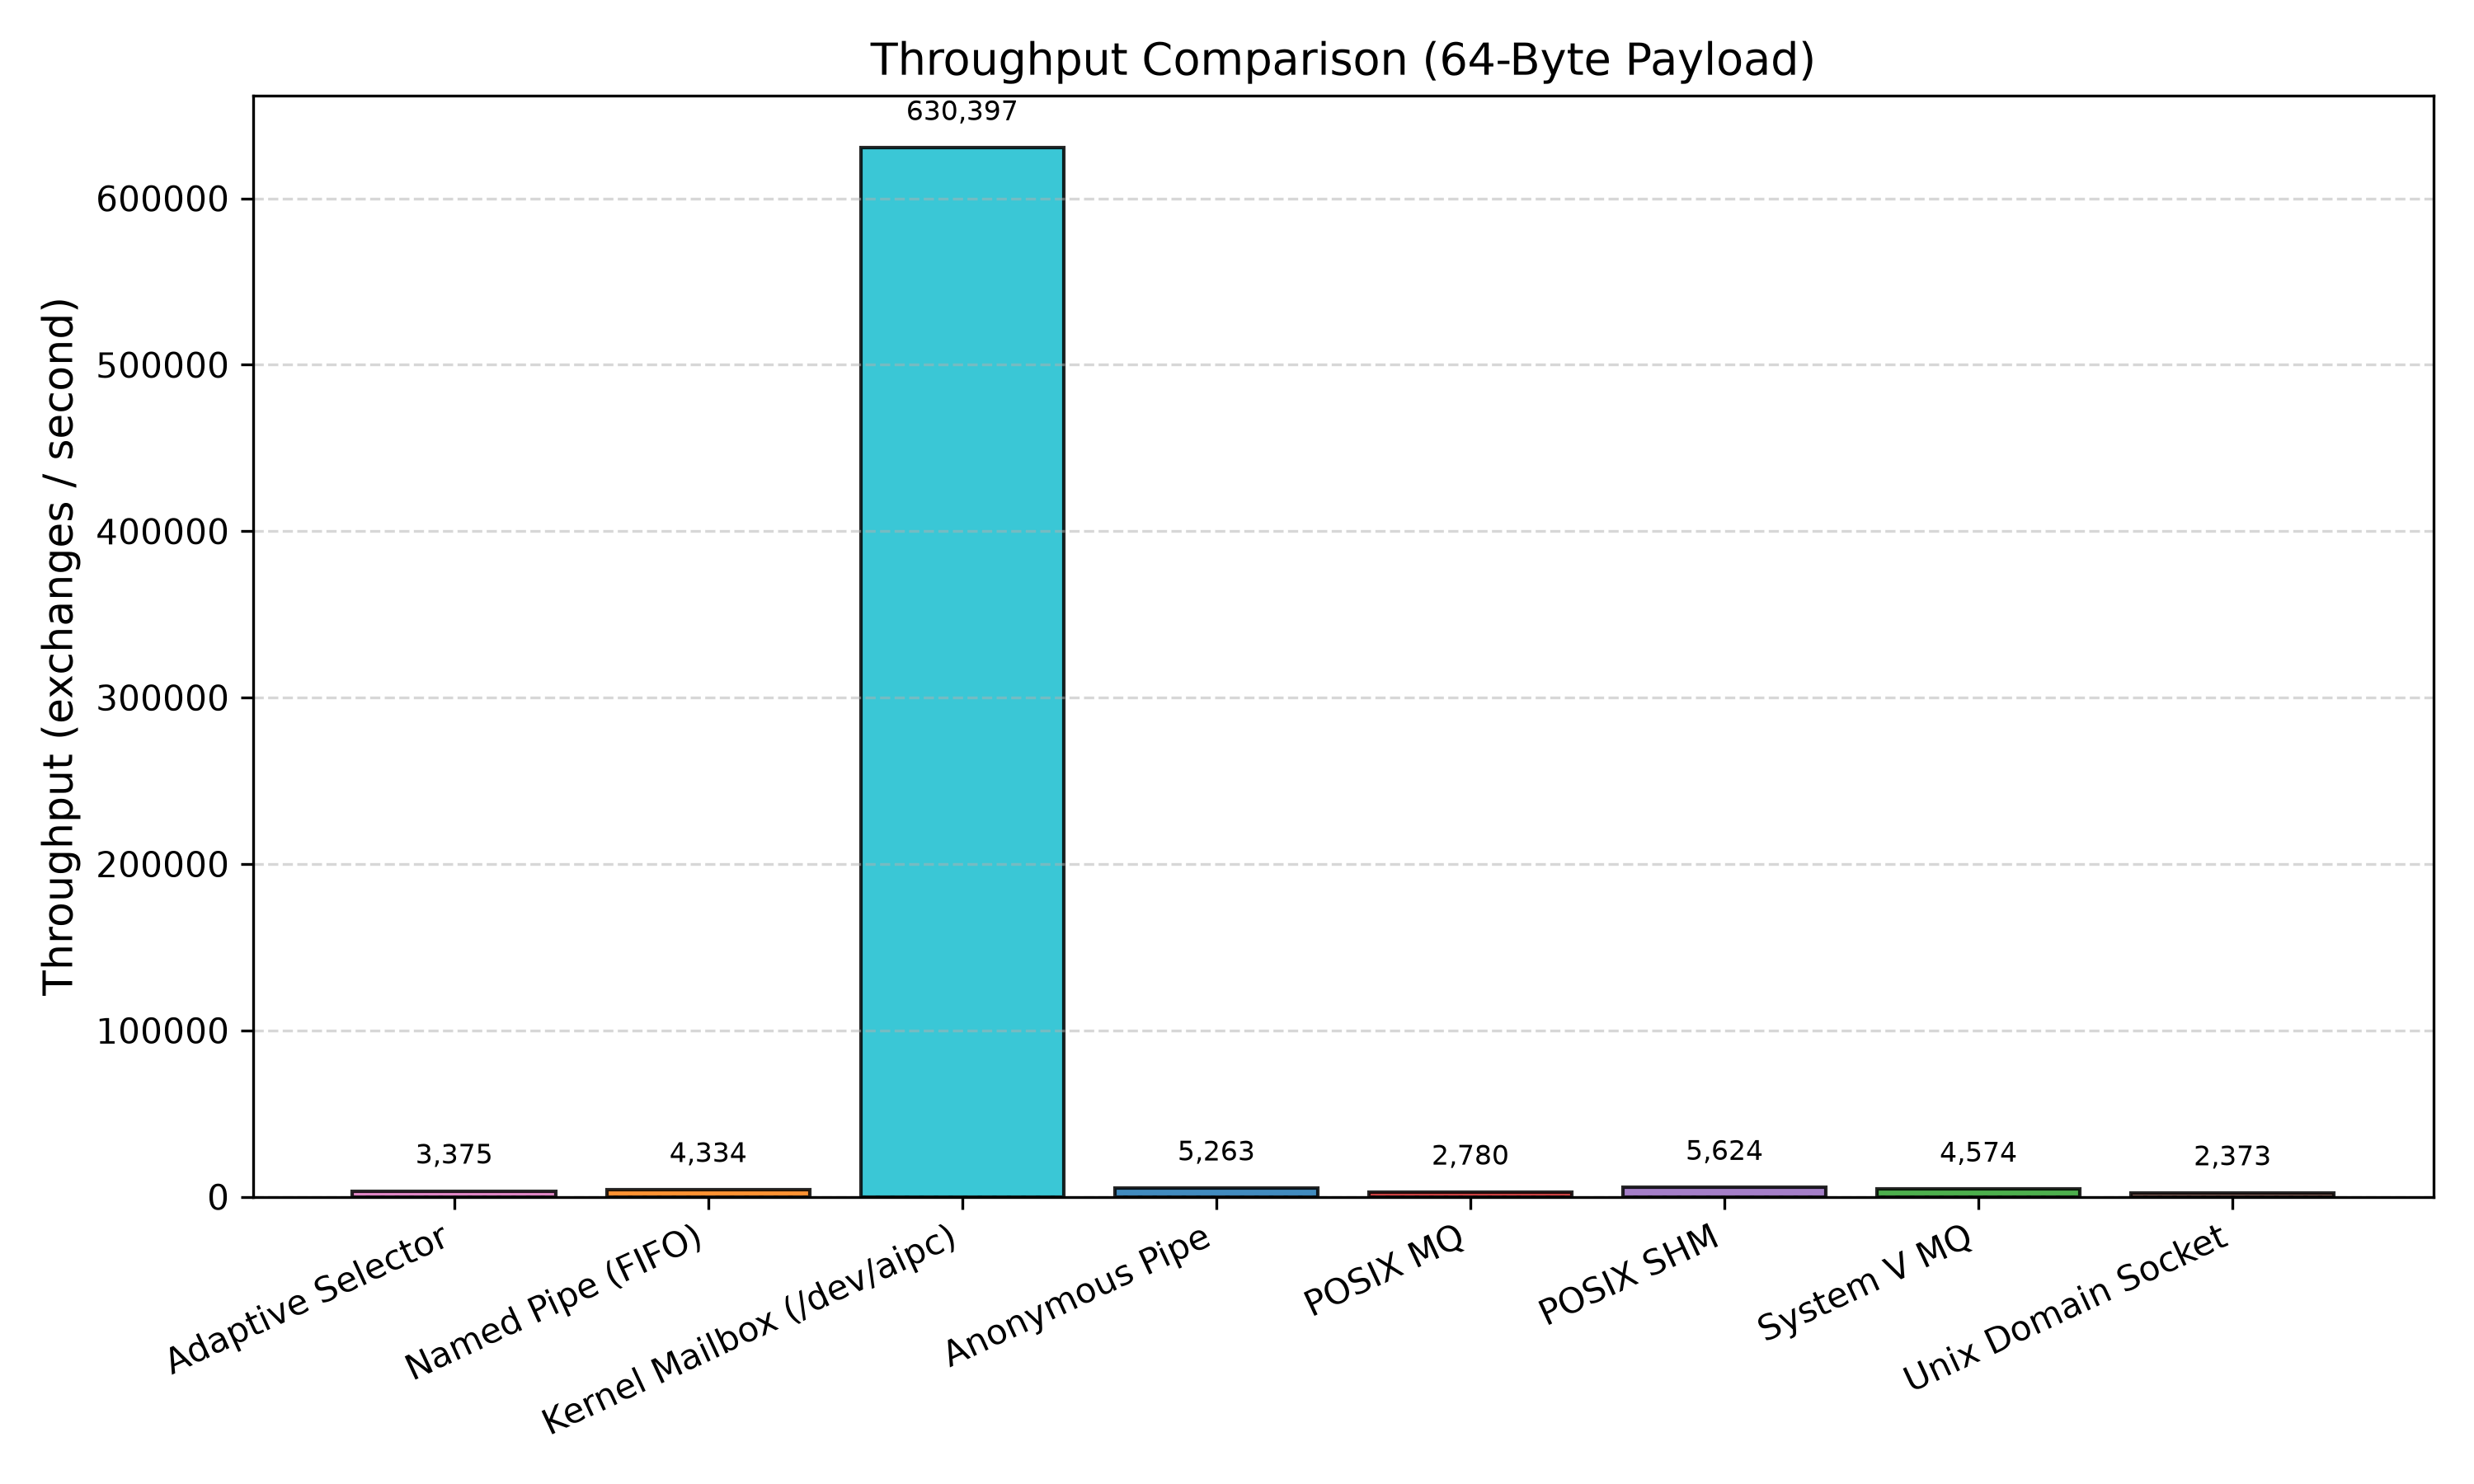 Throughput Comparison (64-Byte Payload)
Throughput (exchanges / second)
600000
500000
400000
300000
200000
100000
0
630,397
3,375
4,334
5,263
2,780
5,624
4,574
2,373
Adaptive Selector
Named Pipe (FIFO)
Kernel Mailbox (/dev/aipc)
Anonymous Pipe
POSIX MQ
POSIX SHM
System V MQ
Unix Domain Socket